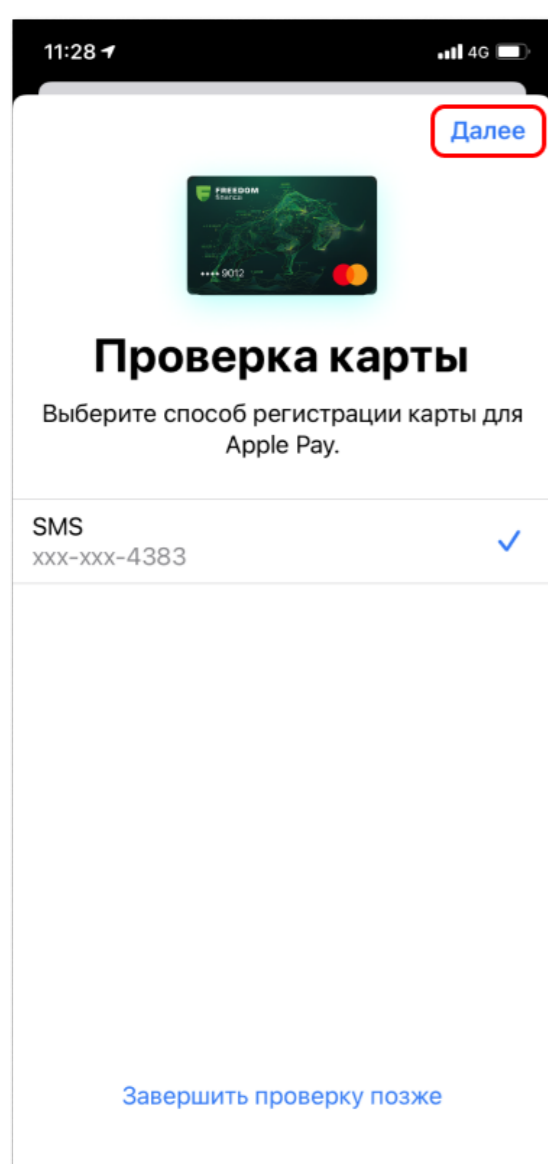 11:28
4G
Далее
FREEDOM
finance
•••• 9012
Проверка карты
Выберите способ регистрации карты для
Apple Pay.
SMS
xxx-xxx-4383
Завершить проверку позже